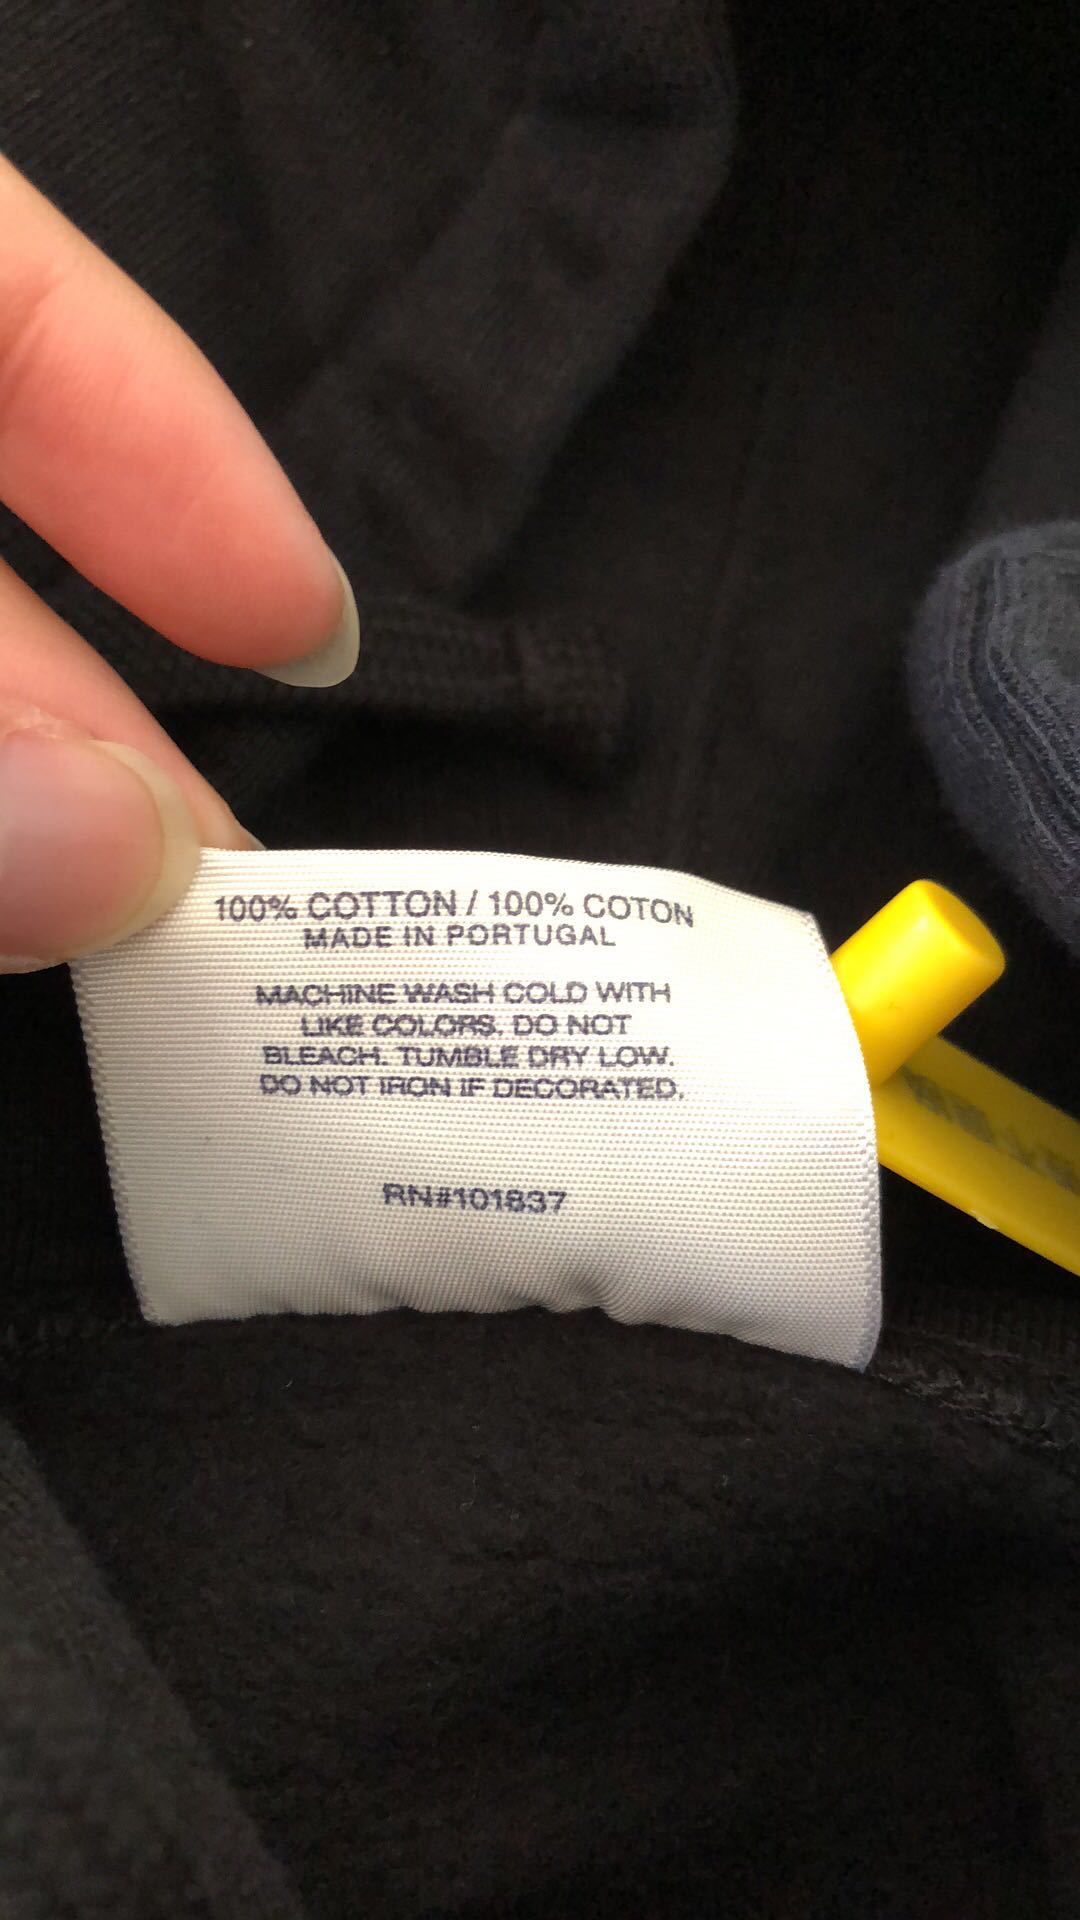 100% COTTON / 100% COTON
MADE IN PORTUGAL
MACHINE WASH COLD WITH
LIKE COLORS. DO NOT
BLEACH. TUMBLE DRY LOW.
DO NOT IRON IF DECORATED.
RN#101837